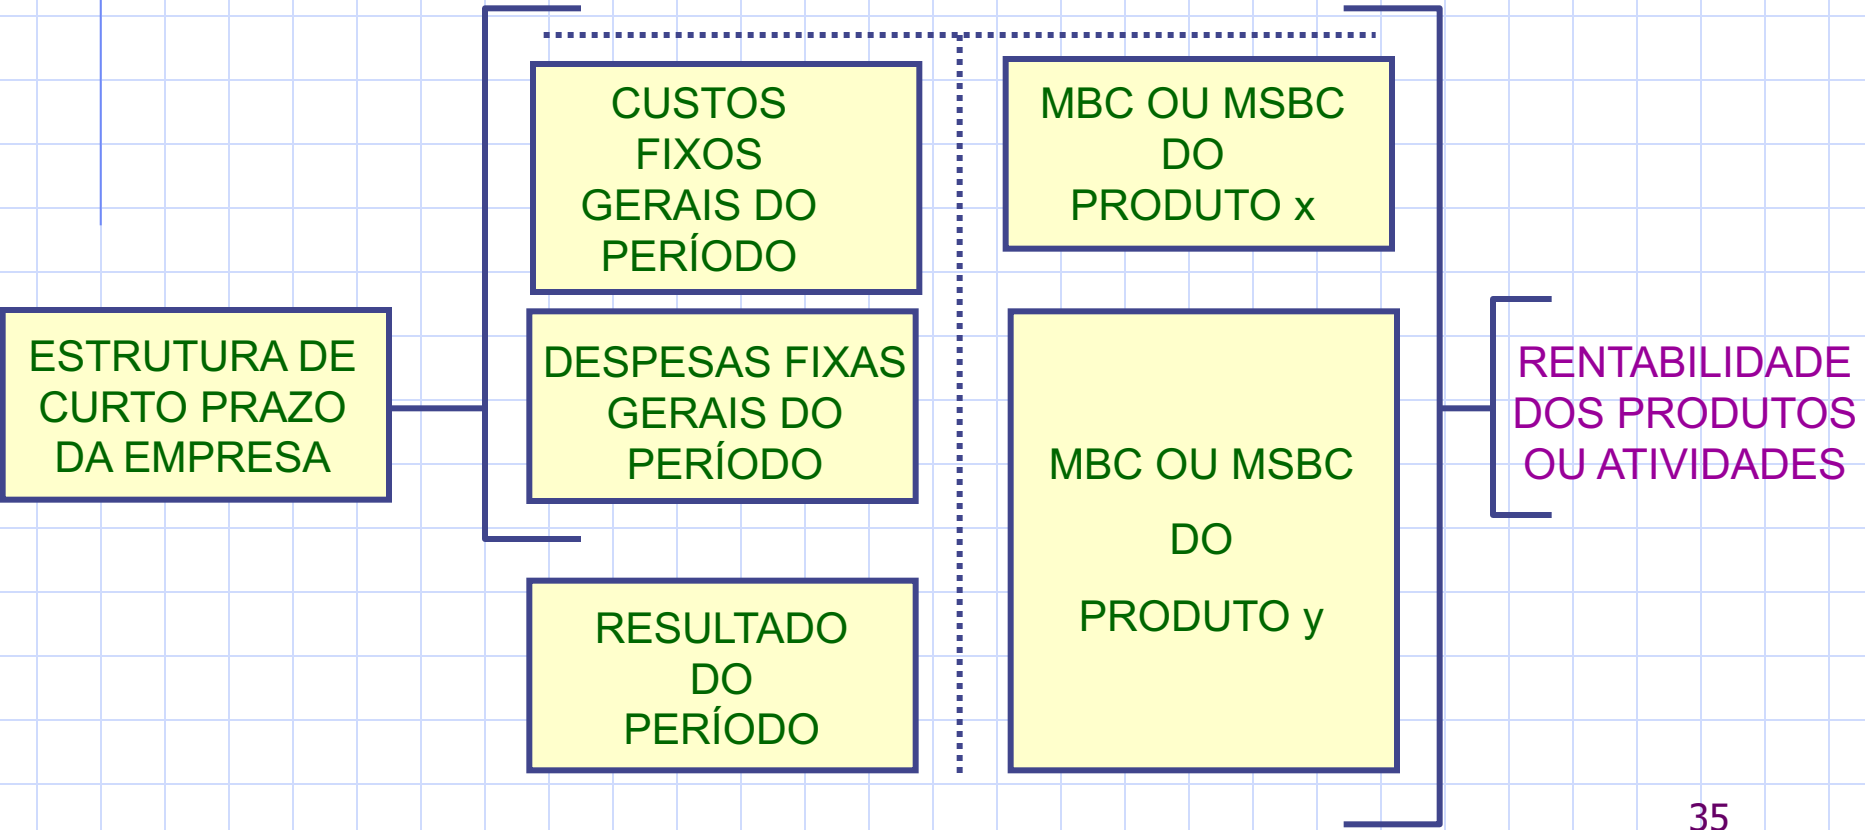 CUSTOS
FIXOS
GERAIS DO
PERÍODO
MBC OU MSBC
DO
PRODUTO x
ESTRUTURA DE
CURTO PRAZO
DA EMPRESA
DESPESAS FIXAS
GERAIS DO
PERÍODO
MBC OU MSBC
DO
PRODUTO y
RENTABILIDADE
DOS PRODUTOS
OU ATIVIDADES
RESULTADO
DO
PERÍODO
35